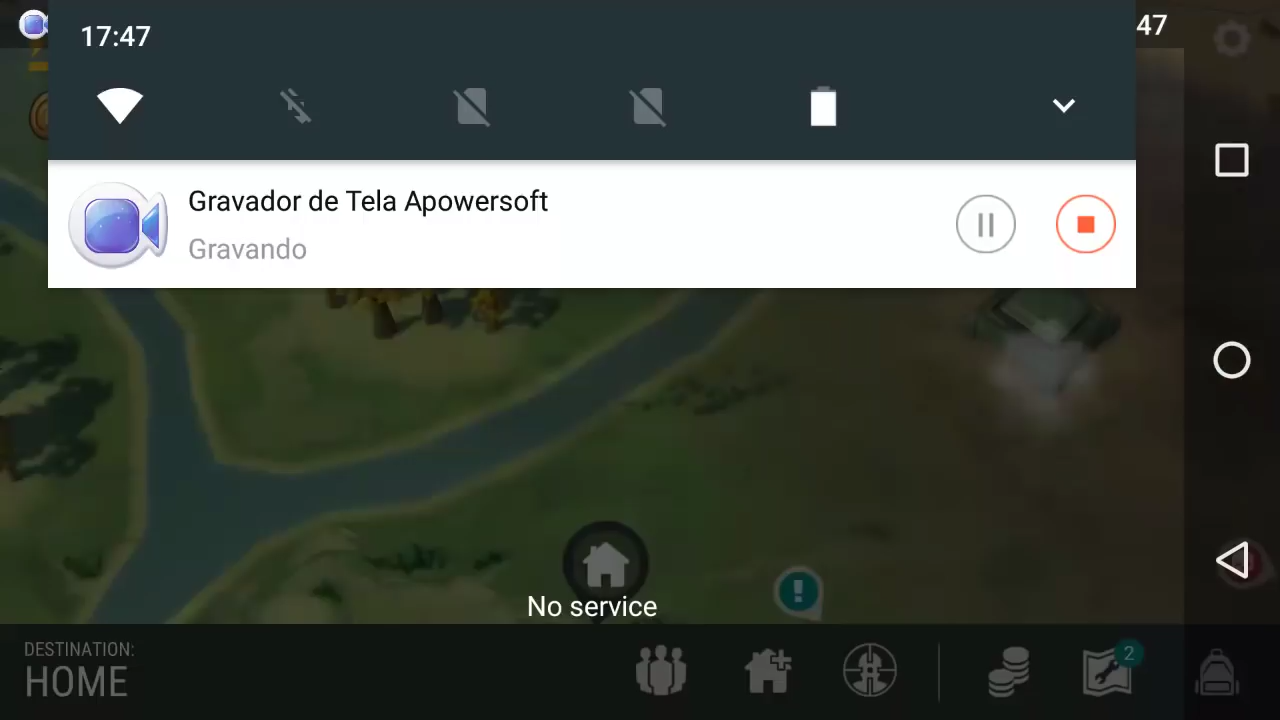 17:47
47
Gravador de Tela Apowersoft
Gravando
No service
DESTINATION:
HOME
2